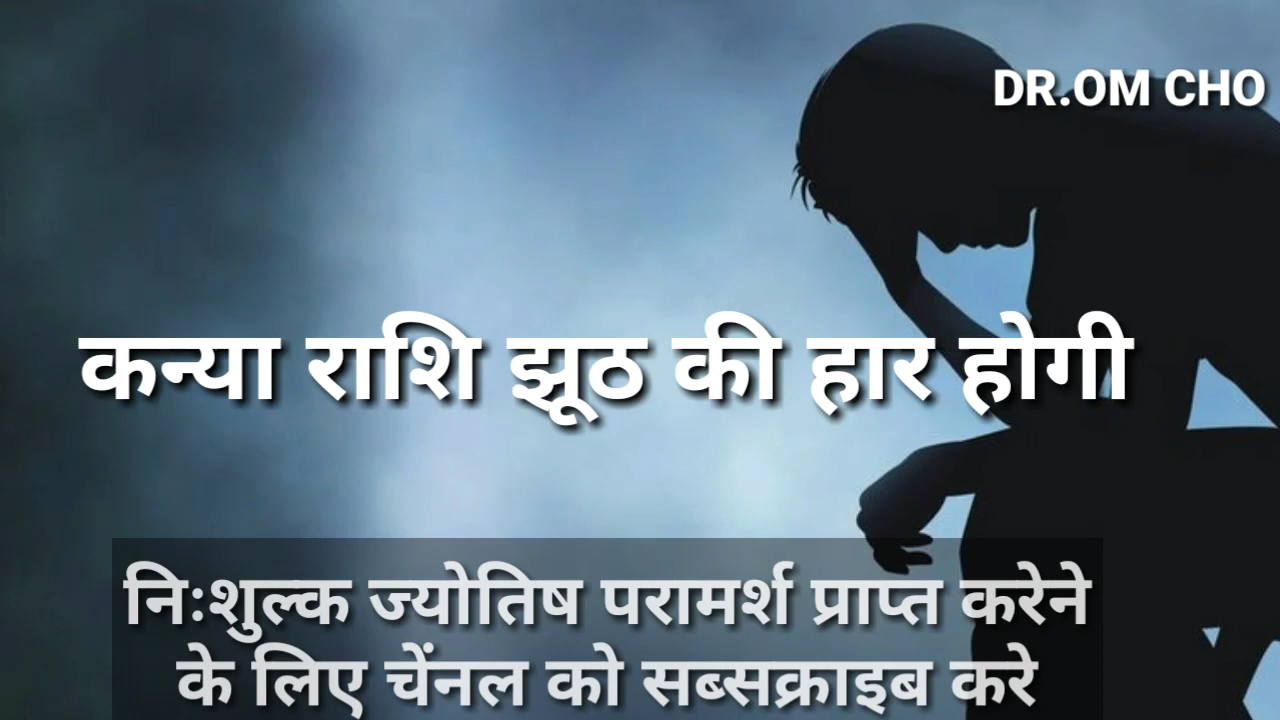 DR.OM CHO
कन्या राशि झूठ की हार होगी
निःशुल्क ज्योतिष परामर्श प्राप्त करेने
के लिए चेंनल को सब्सक्राइब करे